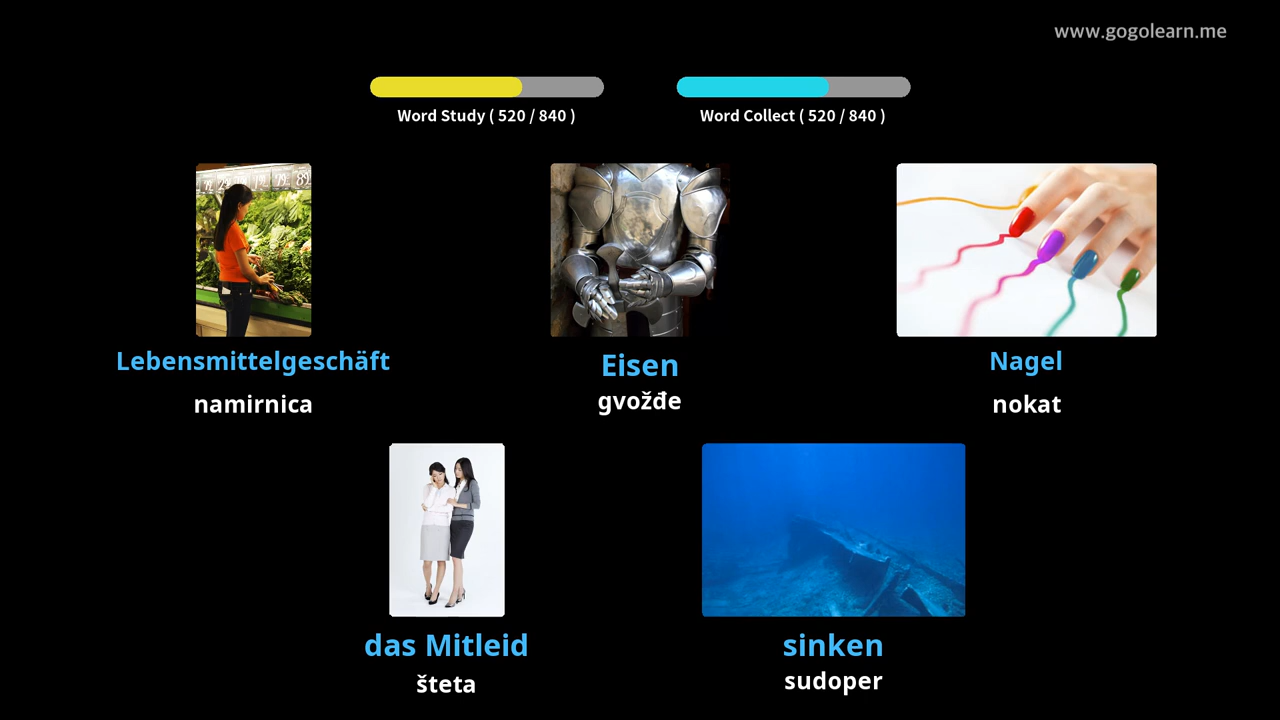 www.gogolearn.me
Word Study ( 520 / 840 )
Word Collect ( 520 / 840 )
Lebensmittelgeschäft
namirnica
Eisen
gvožđe
Nagel
nokat
das Mitleid
šteta
sinken
sudoper